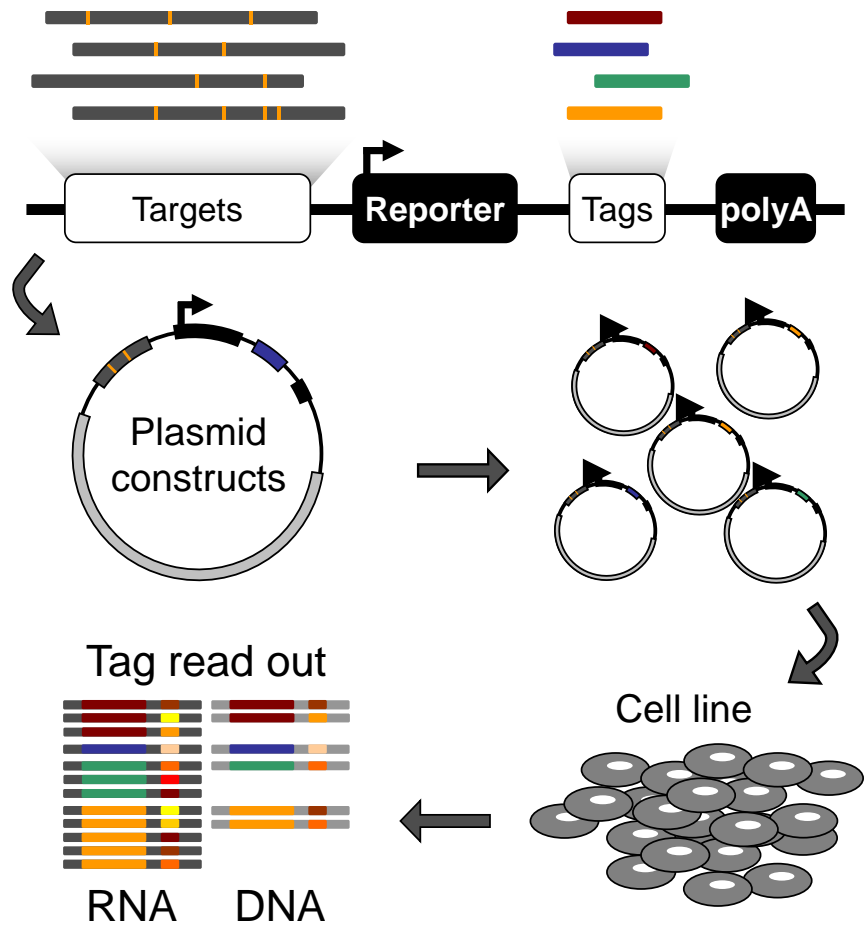 Targets
Reporter
Tags
polyA
Plasmid
constructs
Tag read out
Cell line
RNA
DNA